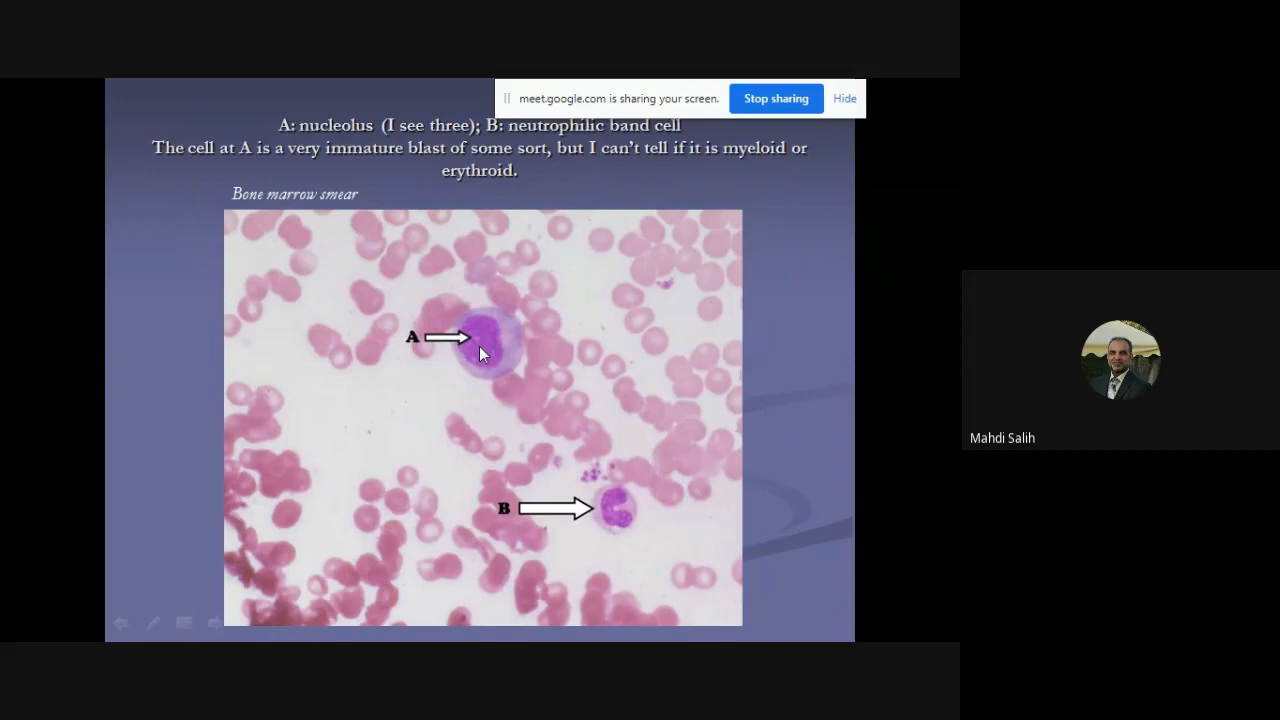 meet.google.com is sharing your screen.
Stop sharing
Hide
A: nucleolus (I see three); B: neutrophilic band cell
The cell at A is a very immature blast of some sort, but I can’t tell if it is myeloid or
erythroid.
Bone marrow smear
A
B
Mahdi Salih